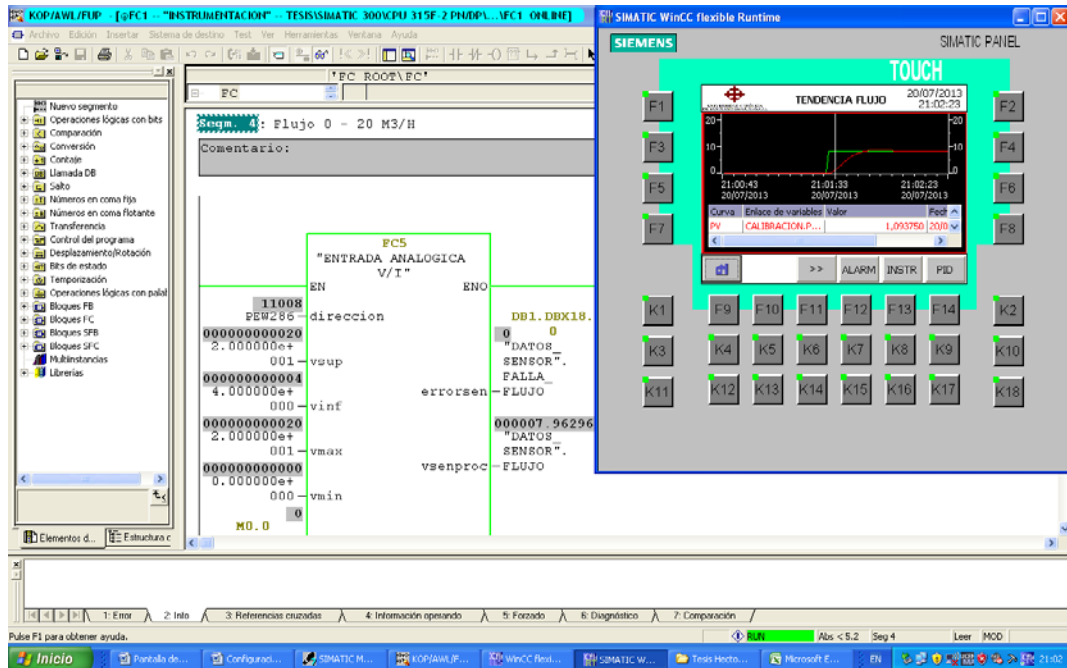 KOP/AWL/FUP - [@FC1 -- "INSTRUMENTACION" -- TESIS\SIMATIC 300\CPU 315F-2 PN/DP\...\FC1 ONLINE]
Archivo Edición Insertar Sistema de destino Test Ver Herramientas Ventana Ayuda
Nuevo segmento
Operaciones lógicas con bits
Comparación
Conversión
Contaje
Llamada DB
Salto
Números en coma fija
Números en coma flotante
Transferencia
Control del programa
Desplazamiento/Rotación
Bits de estado
Temporización
Operaciones lógicas con palal
Bloques FB
Bloques FC
Bloques SFB
Bloques SFC
Multiinstancias
Librerías
Elementos d...
Estructura c
'FC ROOT\FC'
FC
Segm. 4: Flujo 0 - 20 M3/H
Comentario:
FC5
"ENTRADA ANALOGICA
V/I"
EN ENO
11008
PEW286 direccion
DB1.DBX18.
000000000020
0 0
2.000000e+
"DATOS_
001 vsup
SENSOR".
000000000004
FALLA_
4.000000e+
errorsen FLUJO
000 vinf
000000000020
000007.96296
2.000000e+
"DATOS_
001 vmax
SENSOR".
000000000000
vsenproc FLUJO
0.000000e+
000 vmin
0
M0.0
SIMATIC WinCC flexible Runtime
SIEMENS
SIMATIC PANEL
TOUCH
TENDENCIA FLUJO
20/07/2013
21:02:23
20 20
10 10
0 0
21:00:43 21:01:33 21:02:23
20/07/2013 20/07/2013 20/07/2013
Curva Enlace de variables Valor Fech
PV CALIBRACION.P... 1,093750 20/0
>> ALARM INSTR PID
F1 F2
F3 F4
F5 F6
F7 F8
K1 F9 F10 F11 F12 F13 F14 K2
K3 K4 K5 K6 K7 K8 K9 K10
K11 K12 K13 K14 K15 K16 K17 K18
1: Error 2: Info 3: Referencias cruzadas 4: Información operando 5: Forzado 6: Diagnóstico 7: Comparación
Pulse F1 para obtener ayuda.
RUN Abs < 5.2 Seg 4 Leer MOD
Inicio Pantalla de... Configuraci... SIMATIC M... KOP/AWL/F... WinCC flexi... SIMATIC W... Tesis Hecto... Microsoft E... EN 21:02